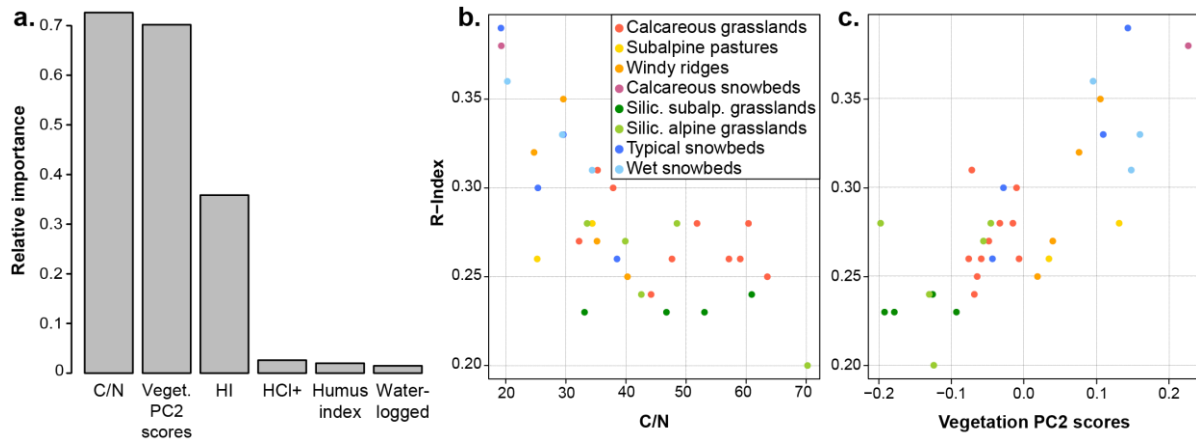 a.
Relative importance
0.7
0.6
0.5
0.4
0.3
0.2
0.1
0
C/N
Veget.
PC2
scores
HI
HCl+
Humus
index
Water-
logged
b.
R−Index
0.35
0.30
0.25
0.20
20 30 40 50 60 70
C/N
Calcareous grasslands
Subalpine pastures
Windy ridges
Calcareous snowbeds
Silic. subalp. grasslands
Silic. alpine grasslands
Typical snowbeds
Wet snowbeds
c.
0.35
0.30
0.25
0.20
−0.2 −0.1 0.0 0.1 0.2
Vegetation PC2 scores